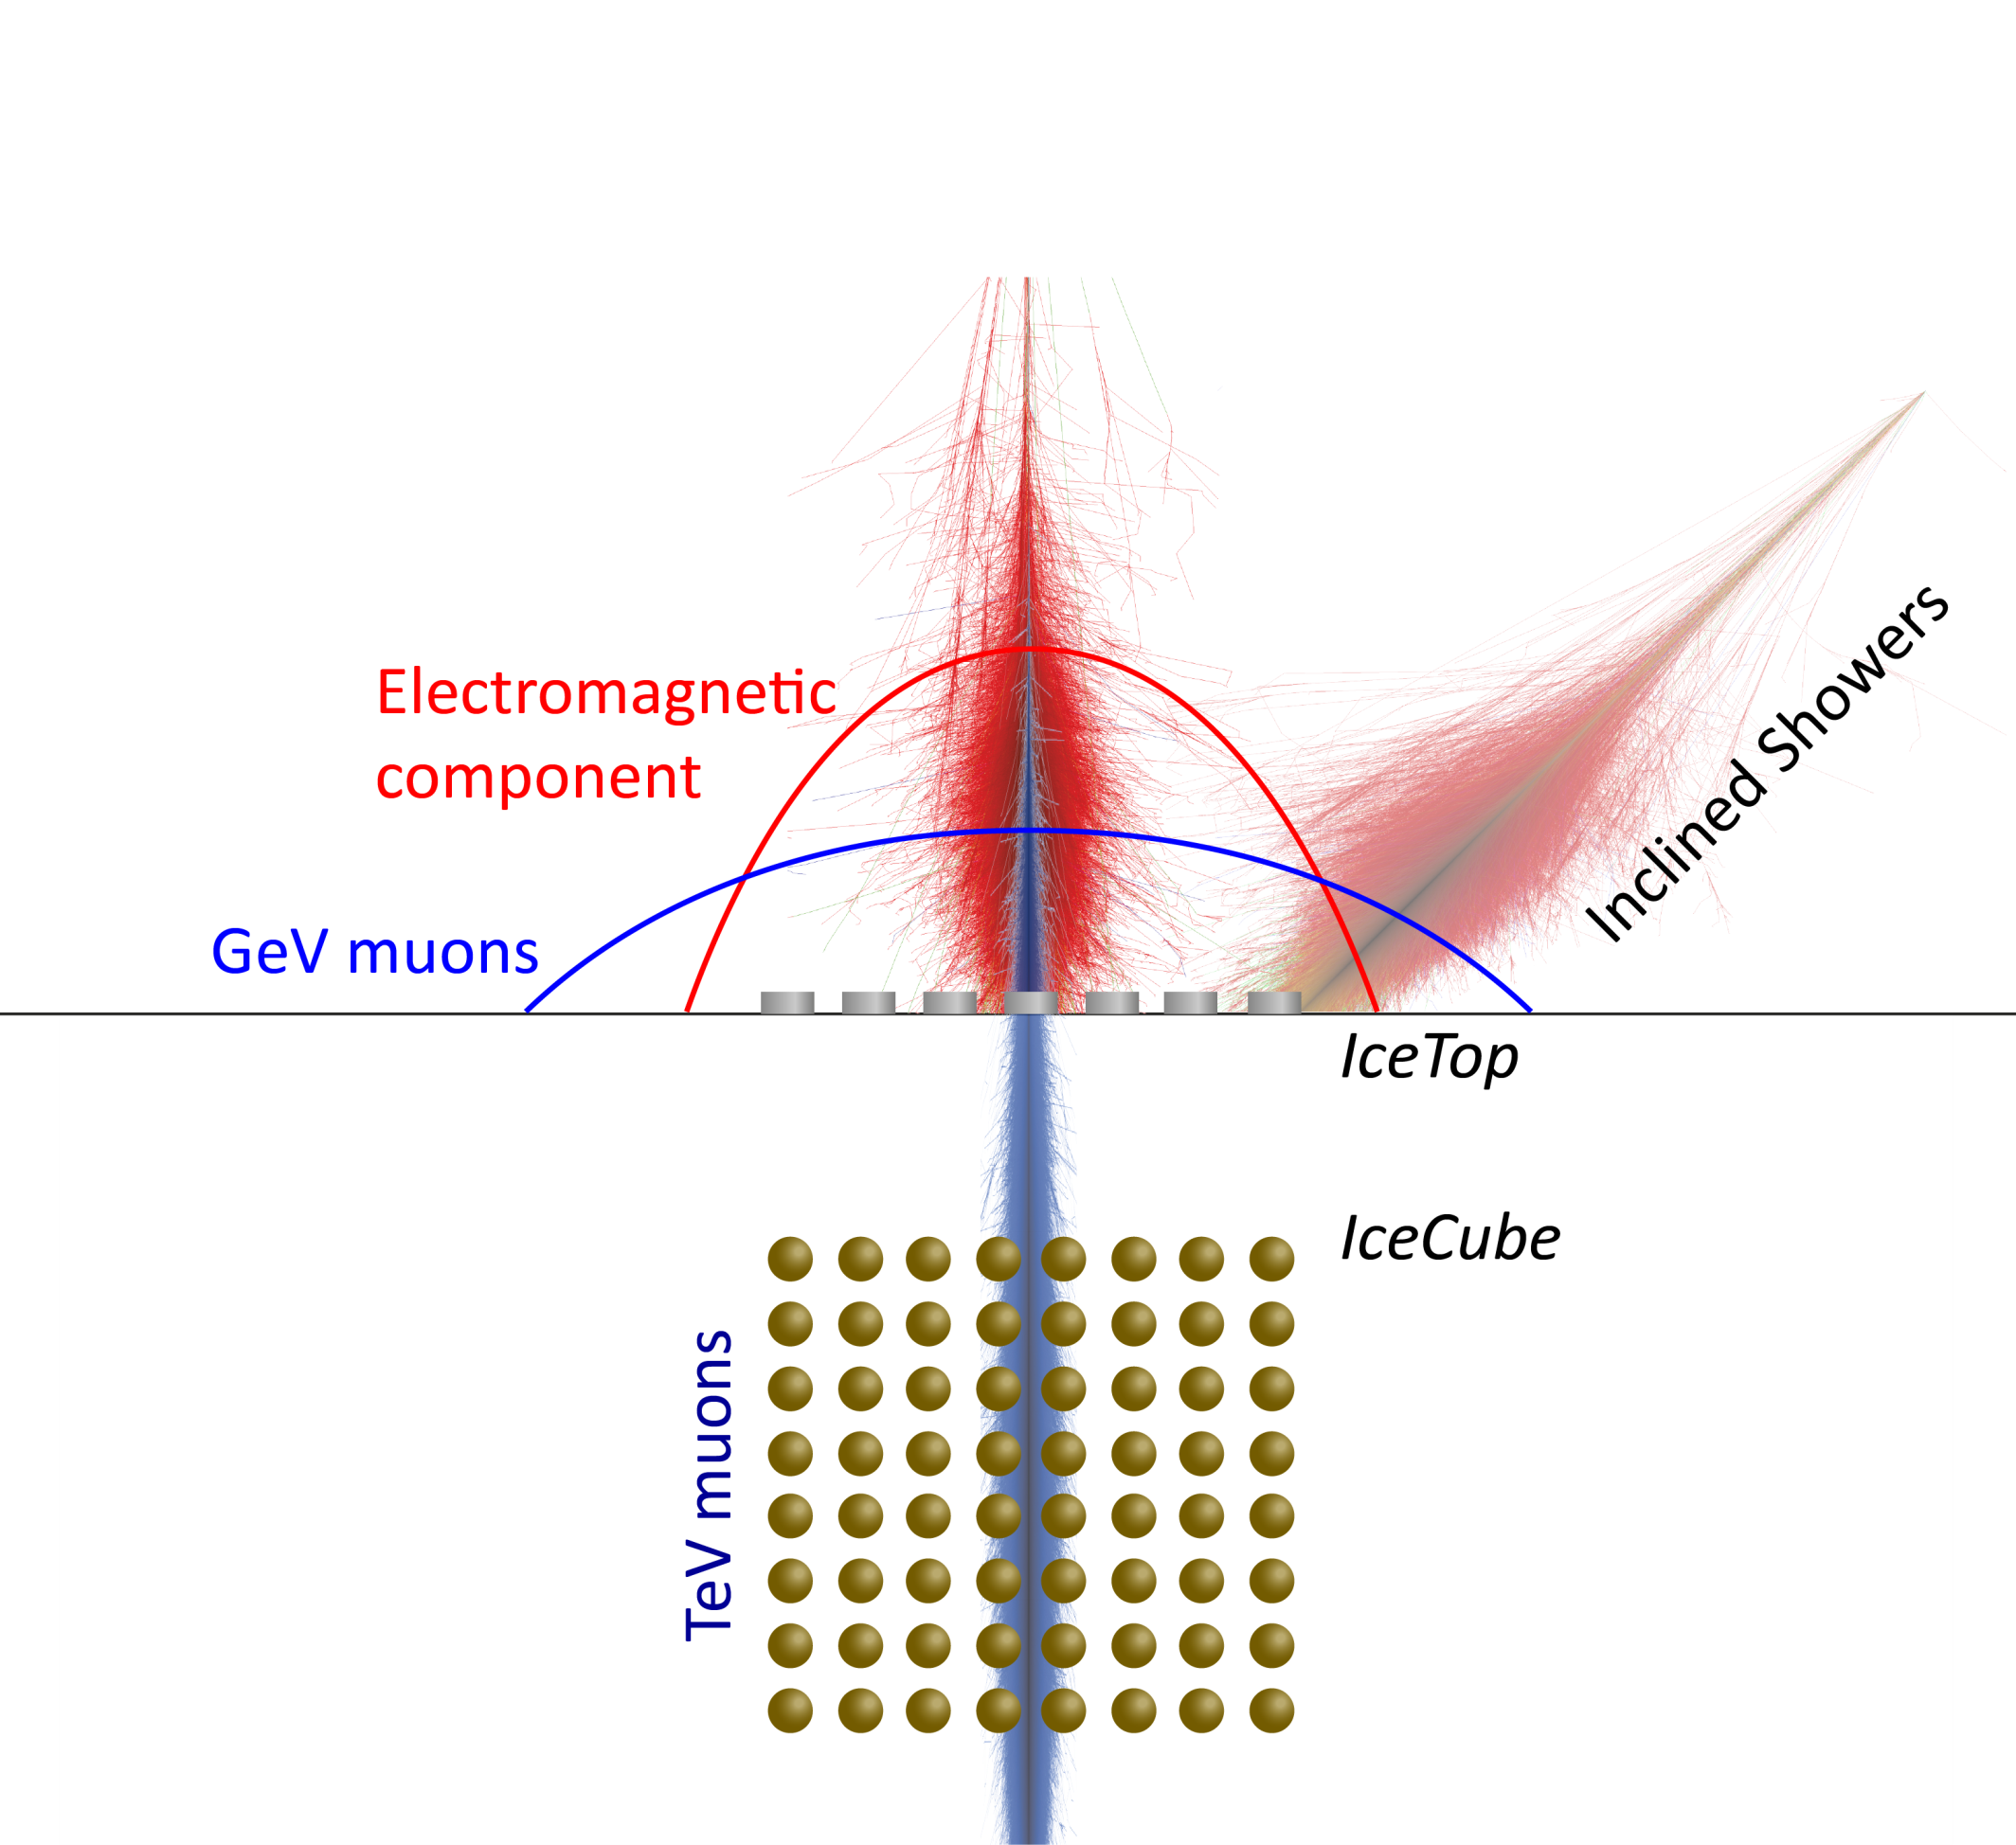 Electromagnetic
component
Inclined Showers
GeV muons
IceTop
IceCube
TeV muons